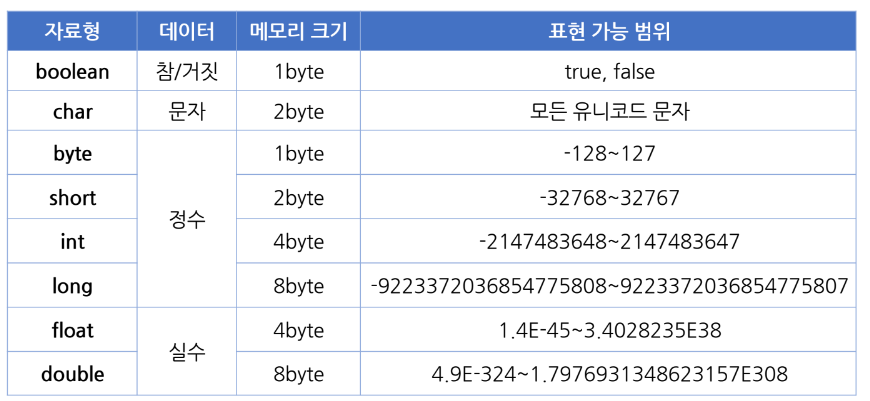 자료형 데이터 메모리 크기 표현 가능 범위
boolean 참/거짓 1byte true, false
char 문자 2byte 모든 유니코드 문자
byte 정수 1byte -128~127
short 2byte -32768~32767
int 4byte -2147483648~2147483647
long 8byte -9223372036854775808~9223372036854775807
float 실수 4byte 1.4E-45~3.4028235E38
double 8byte 4.9E-324~1.7976931348623157E308